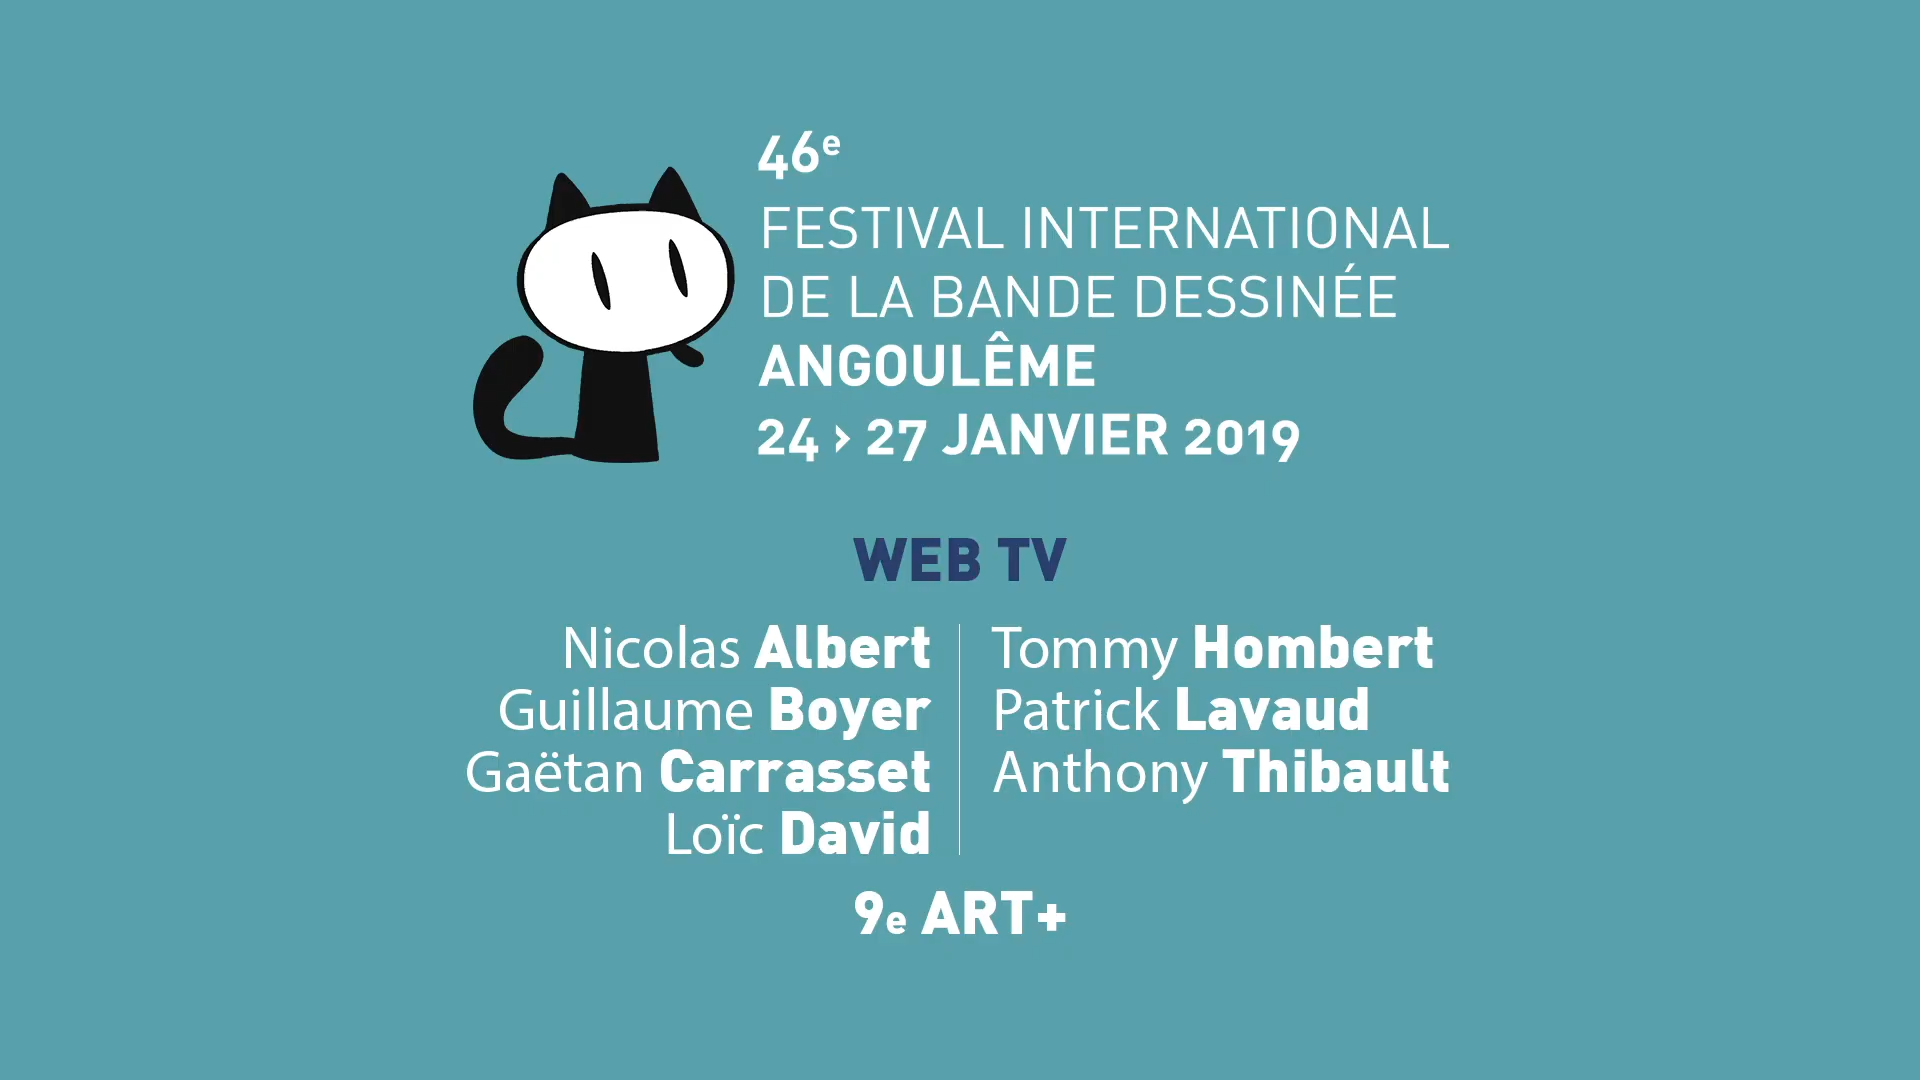 46e
FESTIVAL INTERNATIONAL
DE LA BANDE DESSINÉE
ANGOULÊME
24 › 27 JANVIER 2019
WEB TV
Nicolas Albert
Guillaume Boyer
Gaëtan Carrasset
Loïc David
Tommy Hombert
Patrick Lavaud
Anthony Thibault
9e ART+